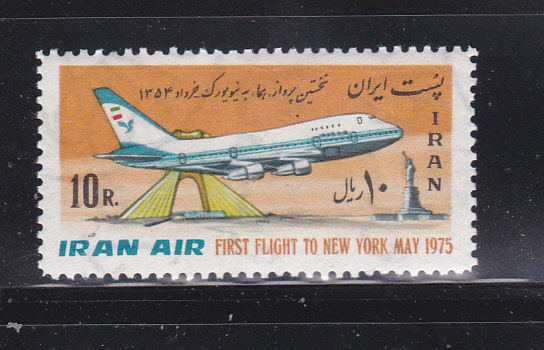 پست ایران
نخستین پرواز «هما» به نیویورک خرداد ۱۳۵۴
IRAN
10 R.
۱۰ ریال
IRAN AIR FIRST FLIGHT TO NEW YORK MAY 1975